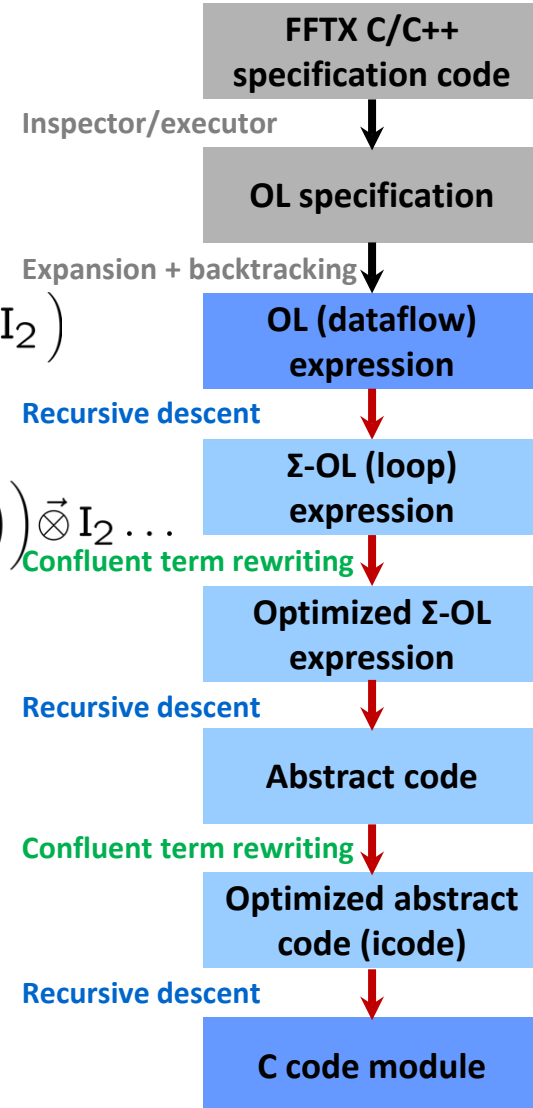 FFTX C/C++
specification code
Inspector/executor
OL specification
Expansion + backtracking
I₂ )
OL (dataflow)
expression
Recursive descent
Σ-OL (loop)
expression
) ) ⊗⃗ I₂ ...
Confluent term rewriting
Optimized Σ-OL
expression
Recursive descent
Abstract code
Confluent term rewriting
Optimized abstract
code (icode)
Recursive descent
C code module